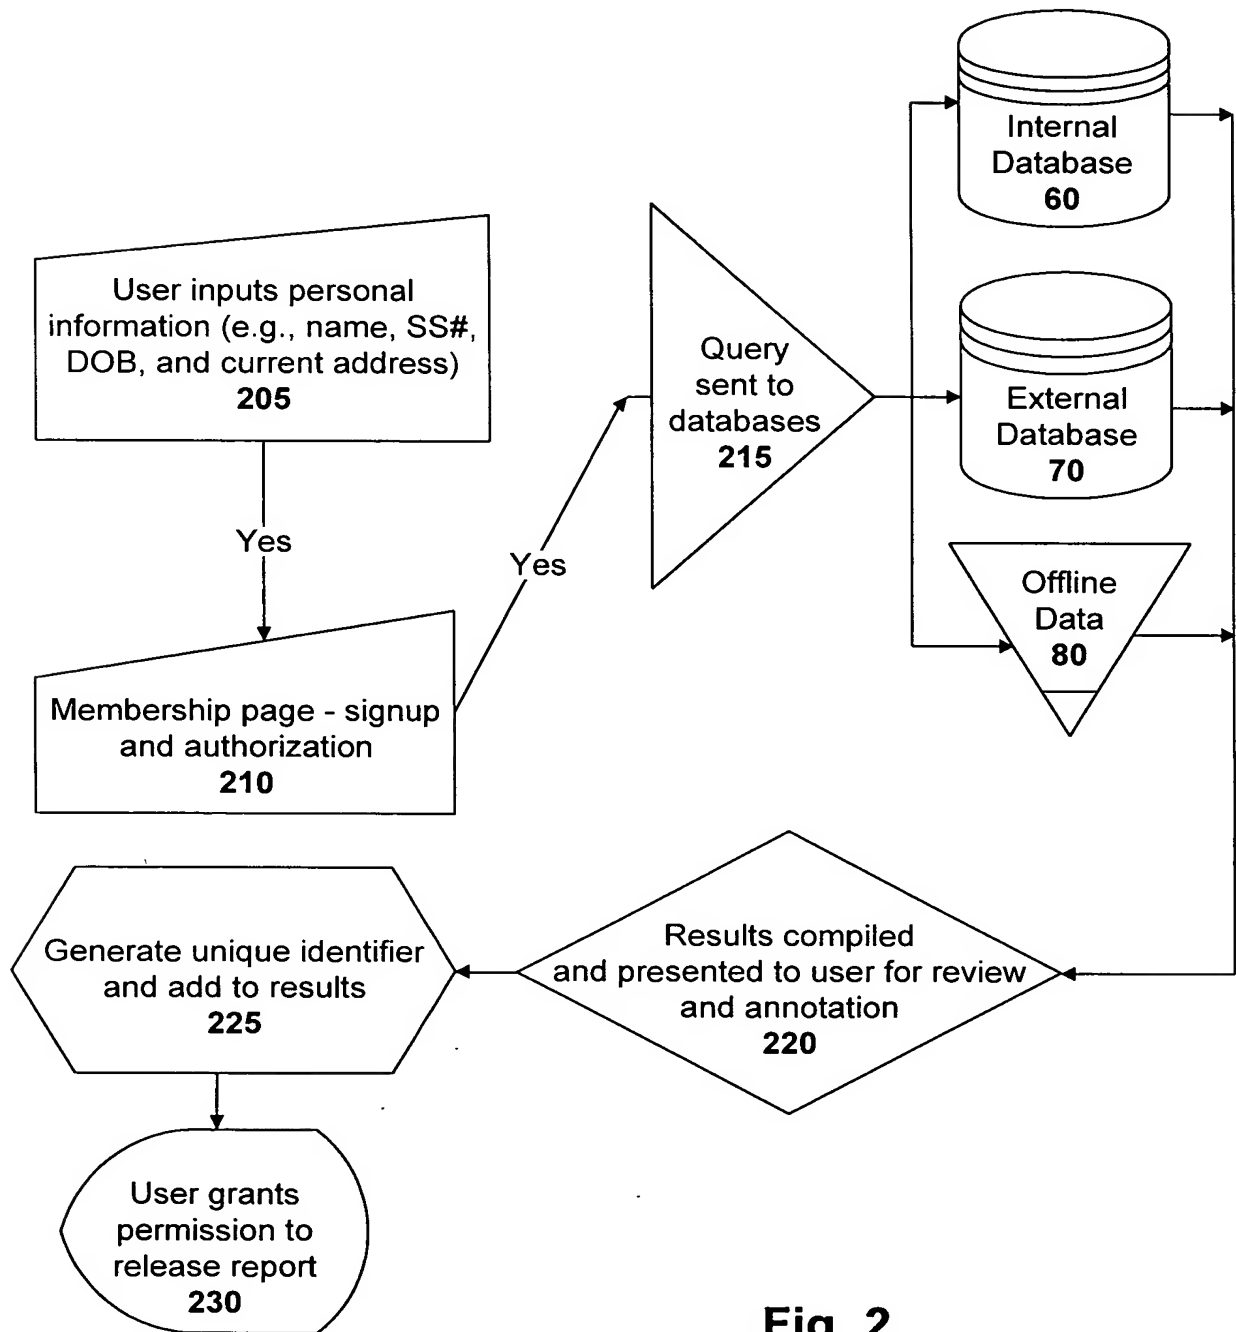 User inputs personal
information (e.g., name, SS#,
DOB, and current address)
205
Yes
Membership page - signup
and authorization
210
Yes
Query
sent to
databases
215
Internal
Database
60
External
Database
70
Offline
Data
80
Results compiled
and presented to user for review
and annotation
220
Generate unique identifier
and add to results
225
User grants
permission to
release report
230
Fig. 2